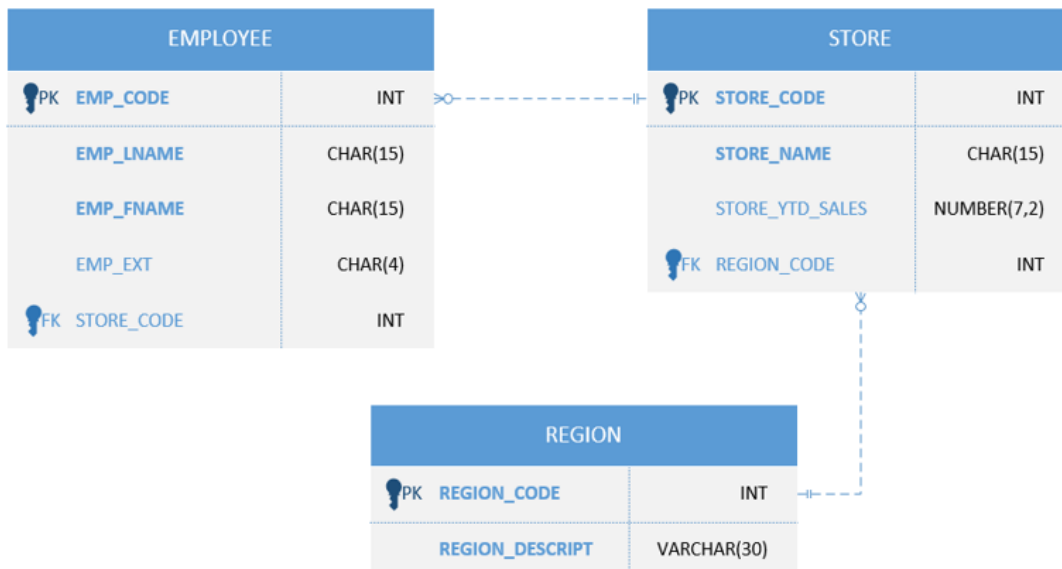 EMPLOYEE
PK EMP_CODE INT
EMP_LNAME CHAR(15)
EMP_FNAME CHAR(15)
EMP_EXT CHAR(4)
FK STORE_CODE INT
STORE
PK STORE_CODE INT
STORE_NAME CHAR(15)
STORE_YTD_SALES NUMBER(7,2)
FK REGION_CODE INT
REGION
PK REGION_CODE INT
REGION_DESCRIPT VARCHAR(30)